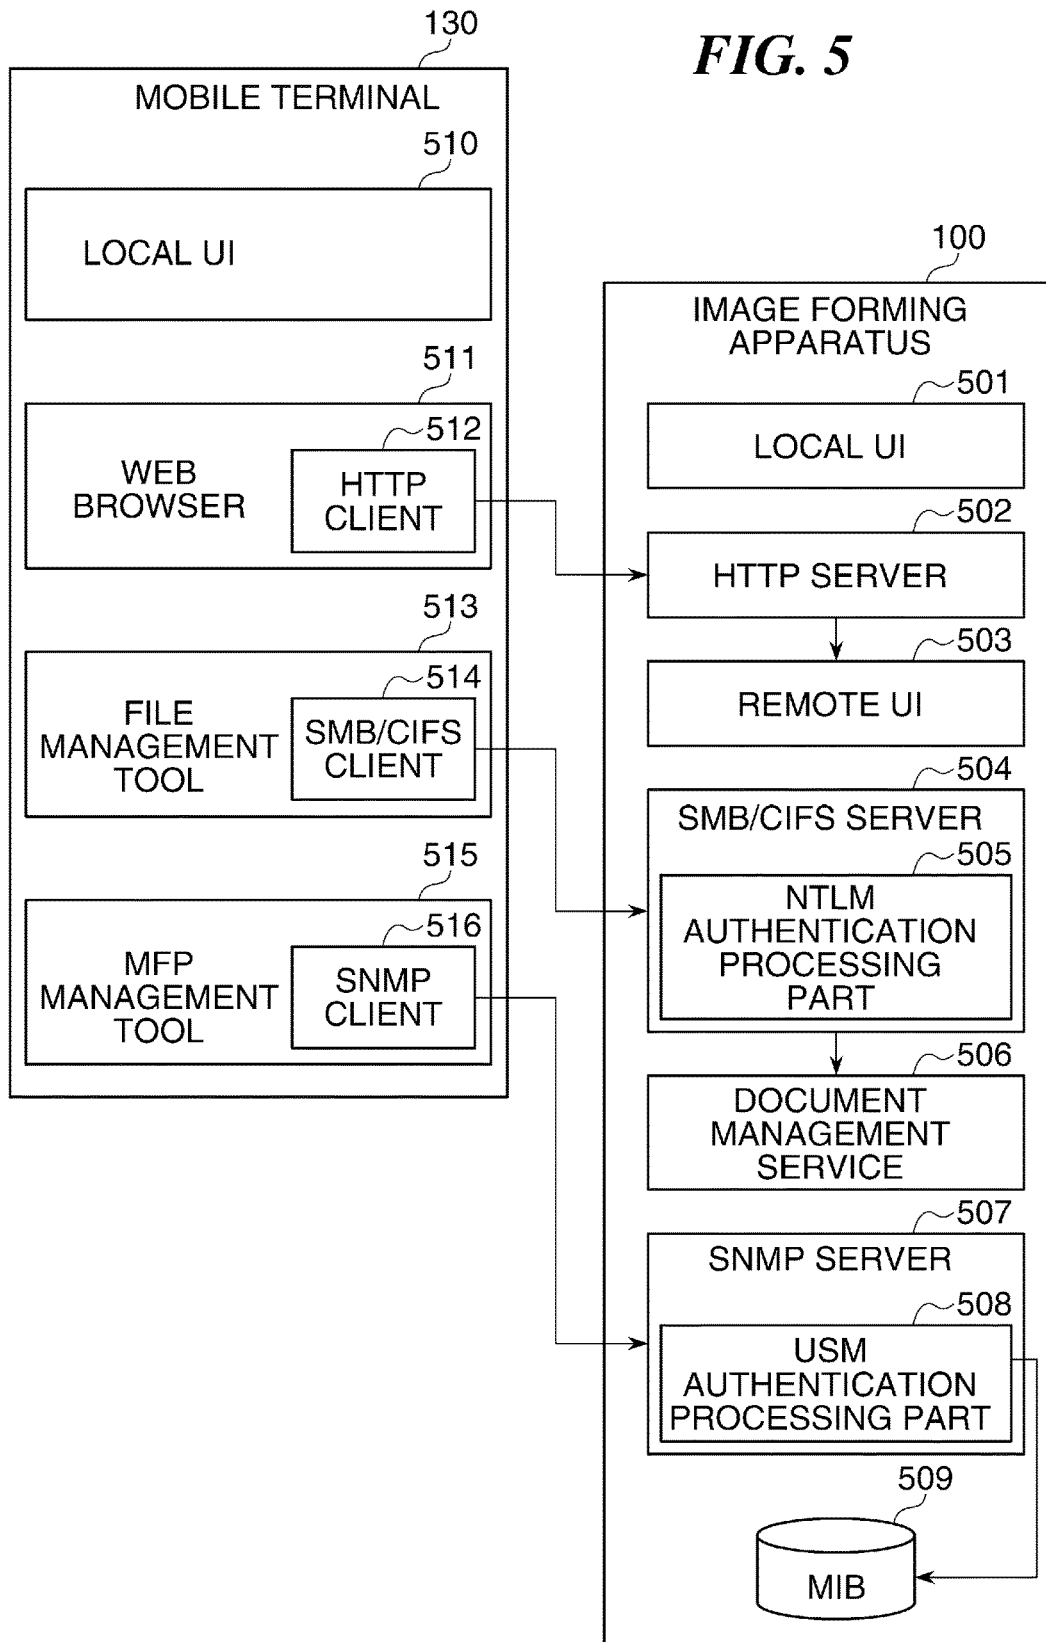 FIG. 5
130
MOBILE TERMINAL
510
LOCAL UI
511
512
WEB
BROWSER
HTTP
CLIENT
513
514
FILE
MANAGEMENT
TOOL
SMB/CIFS
CLIENT
515
516
MFP
MANAGEMENT
TOOL
SNMP
CLIENT
100
IMAGE FORMING
APPARATUS
501
LOCAL UI
502
HTTP SERVER
503
REMOTE UI
504
SMB/CIFS SERVER
505
NTLM
AUTHENTICATION
PROCESSING
PART
506
DOCUMENT
MANAGEMENT
SERVICE
507
SNMP SERVER
508
USM
AUTHENTICATION
PROCESSING PART
509
MIB